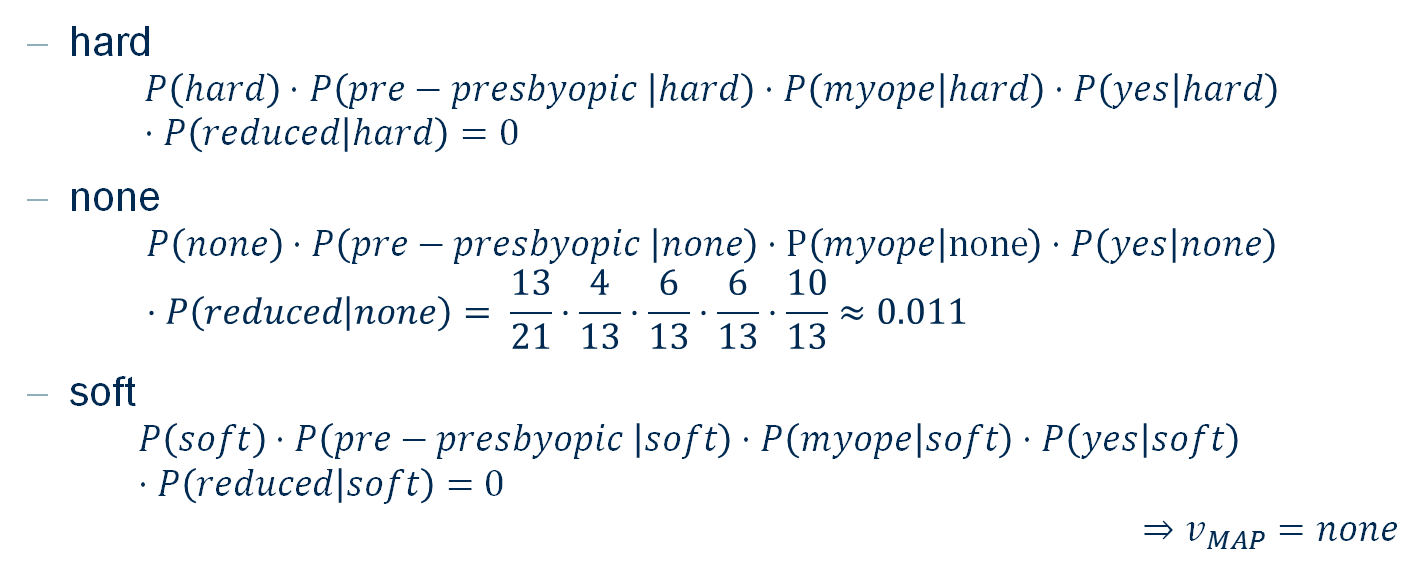 – hard
P(hard) · P(pre − presbyopic |hard) · P(myope|hard) · P(yes|hard)
· P(reduced|hard) = 0
– none
P(none) · P(pre − presbyopic |none) · P(myope|none) · P(yes|none)
· P(reduced|none) = 13/21 · 4/13 · 6/13 · 6/13 · 10/13 ≈ 0.011
– soft
P(soft) · P(pre − presbyopic |soft) · P(myope|soft) · P(yes|soft)
· P(reduced|soft) = 0
⇒ v_MAP = none